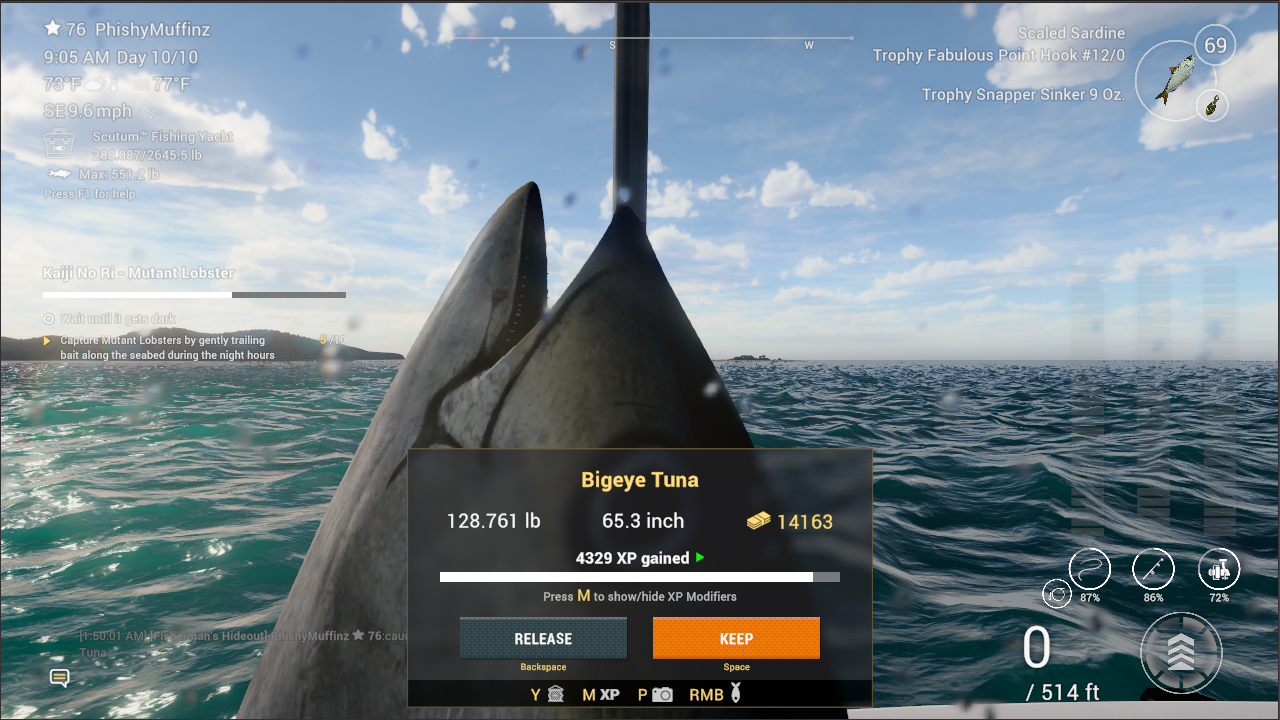 76 PhishyMuffinz
9:05 AM Day 10/10
73°F 77°F
SE 9.6 mph
Scutum™ Fishing Yacht
288.087/2645.5 lb
Max: 551.2 lb
Press F1 for help
S W
Scaled Sardine
Trophy Fabulous Point Hook #12/0
Trophy Snapper Sinker 9 Oz.
69
Kaiji No Ri - Mutant Lobster
Wait until it gets dark
Capture Mutant Lobsters by gently trailing
bait along the seabed during the night hours
/10
Bigeye Tuna
128.761 lb 65.3 inch 14163
4329 XP gained
Press M to show/hide XP Modifiers
RELEASE KEEP
Backspace Space
Y M XP P RMB
[1:50:01 AM] [Fisherman's Hideout] PhishyMuffinz 76:cauc
Tuna
87% 86% 72%
0
/ 514 ft